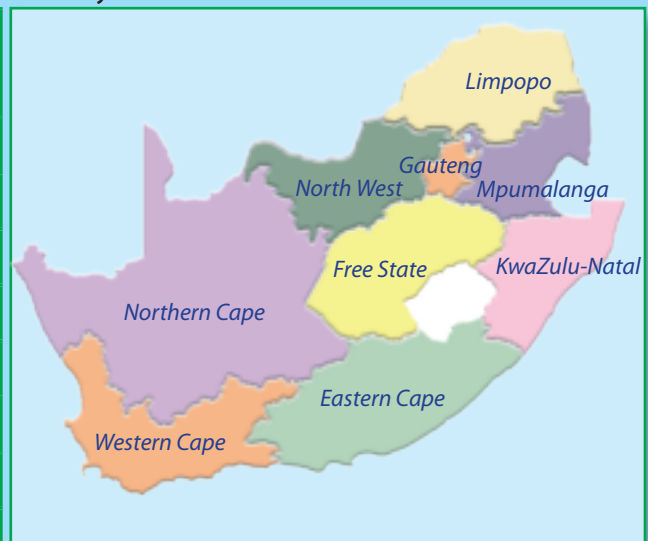 Limpopo
Gauteng
North West
Mpumalanga
Free State
KwaZulu-Natal
Northern Cape
Eastern Cape
Western Cape